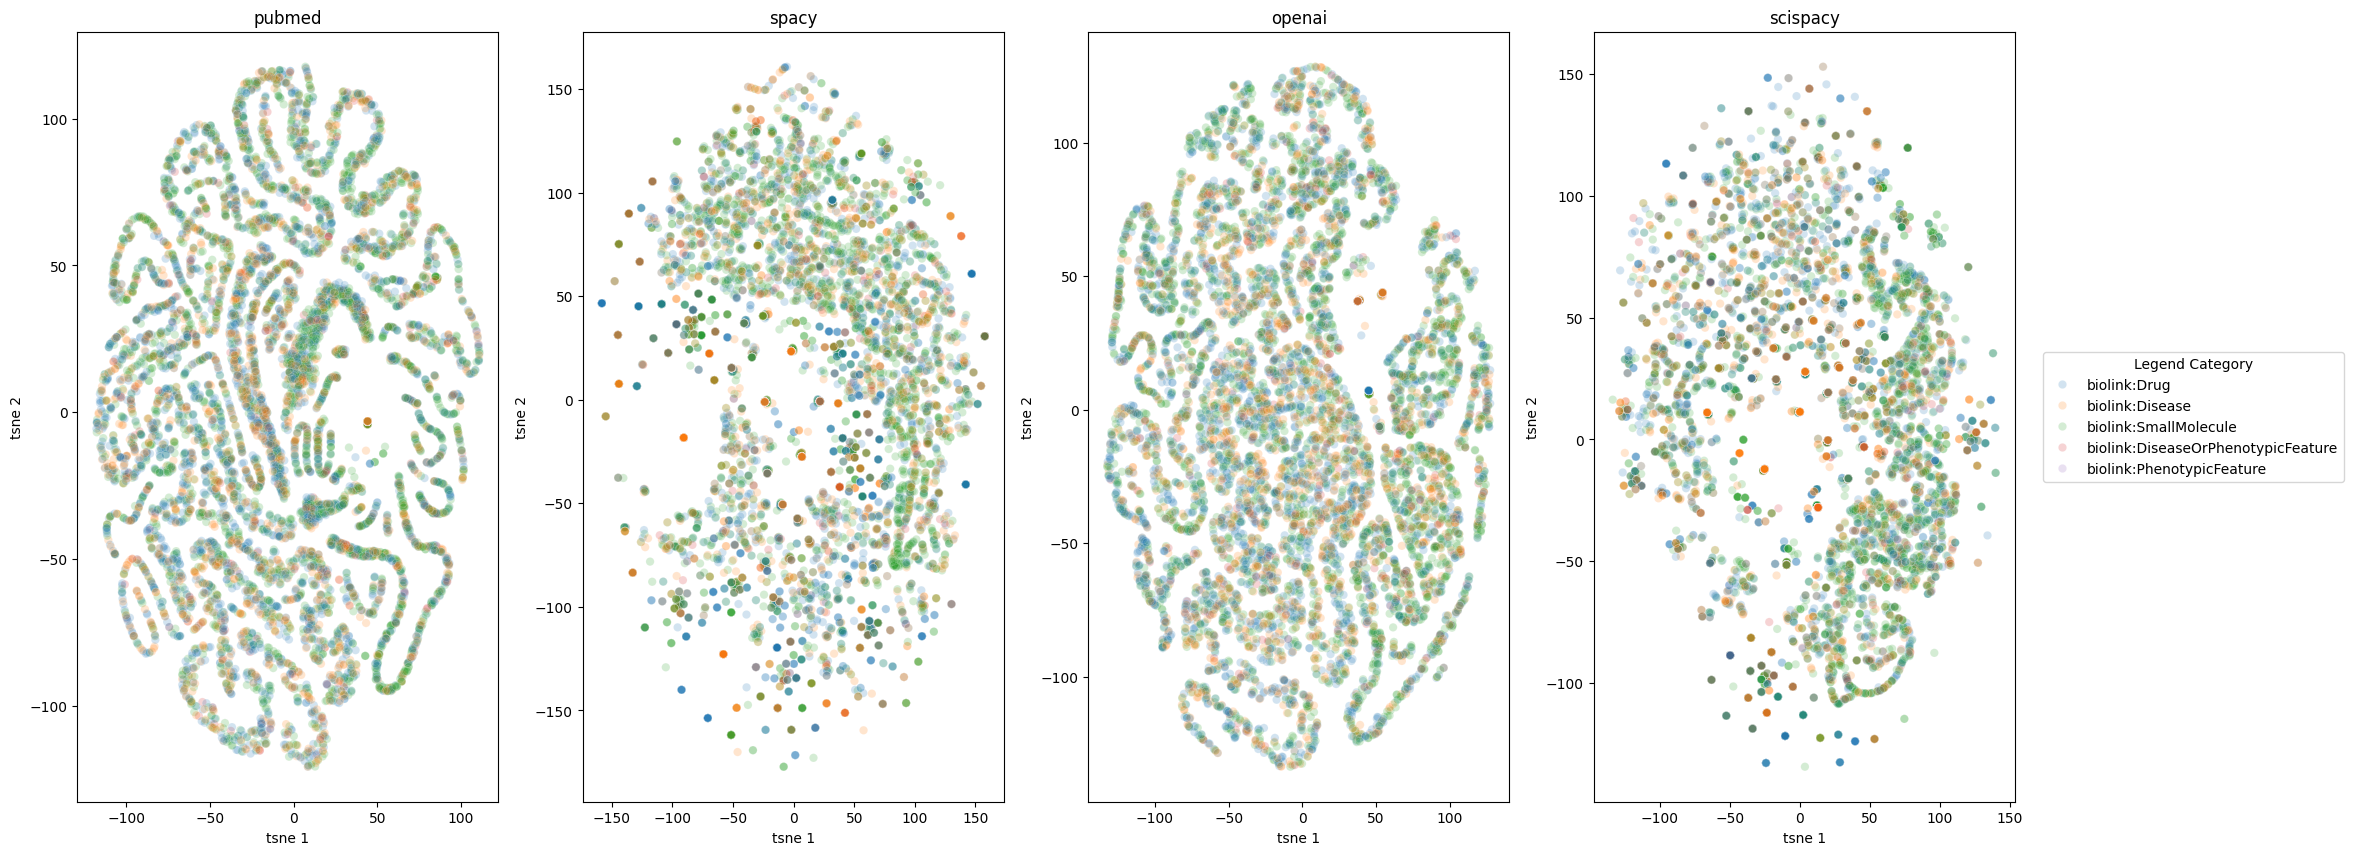 pubmed
100
50
0
−50
−100
tsne 2
−100
−50
0
50
100
tsne 1
spacy
150
100
50
0
−50
−100
−150
tsne 2
−150
−100
−50
0
50
100
150
tsne 1
openai
100
50
0
−50
−100
tsne 2
−100
−50
0
50
100
tsne 1
scispacy
150
100
50
0
−50
−100
tsne 2
−100
−50
0
50
100
150
tsne 1
Legend Category
biolink:Drug
biolink:Disease
biolink:SmallMolecule
biolink:DiseaseOrPhenotypicFeature
biolink:PhenotypicFeature